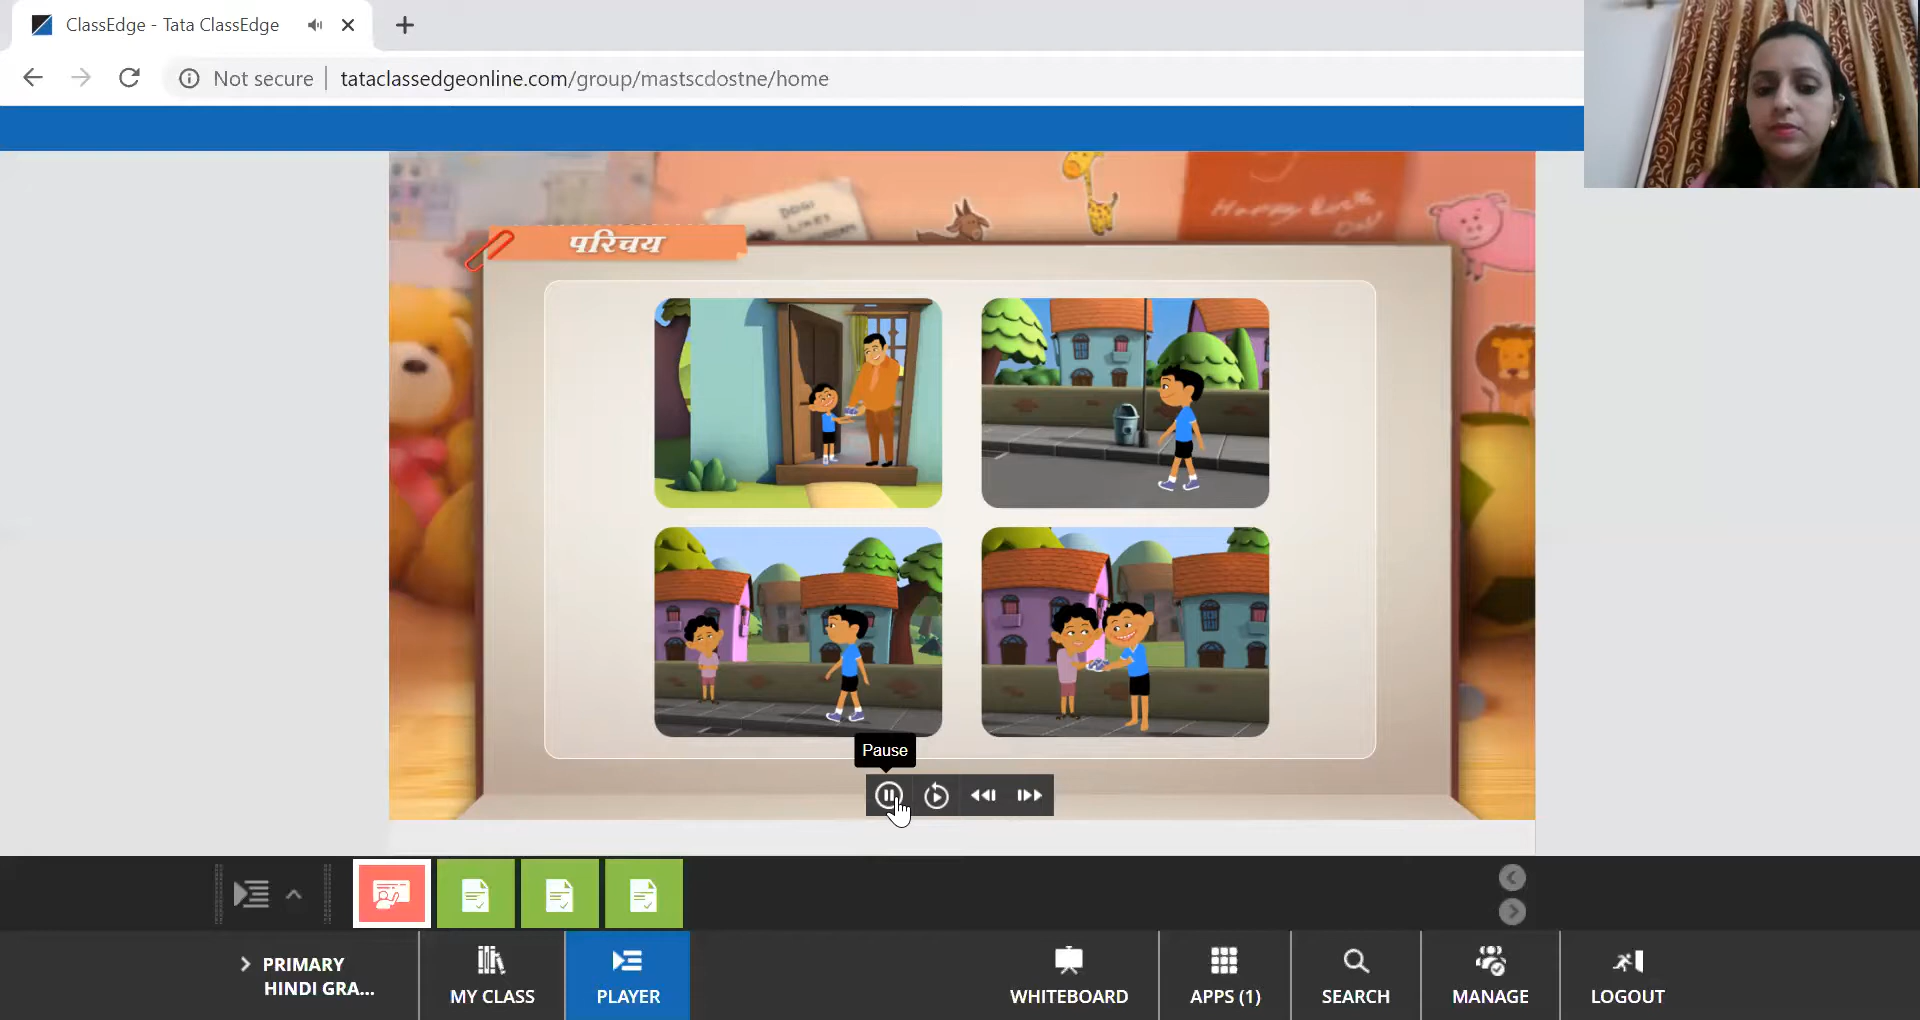 ClassEdge - Tata ClassEdge
Not secure
tataclassedgeonline.com/group/mastscdostne/home
परिचय
Pause
PRIMARY
HINDI GRA...
MY CLASS
PLAYER
WHITEBOARD
APPS (1)
SEARCH
MANAGE
LOGOUT